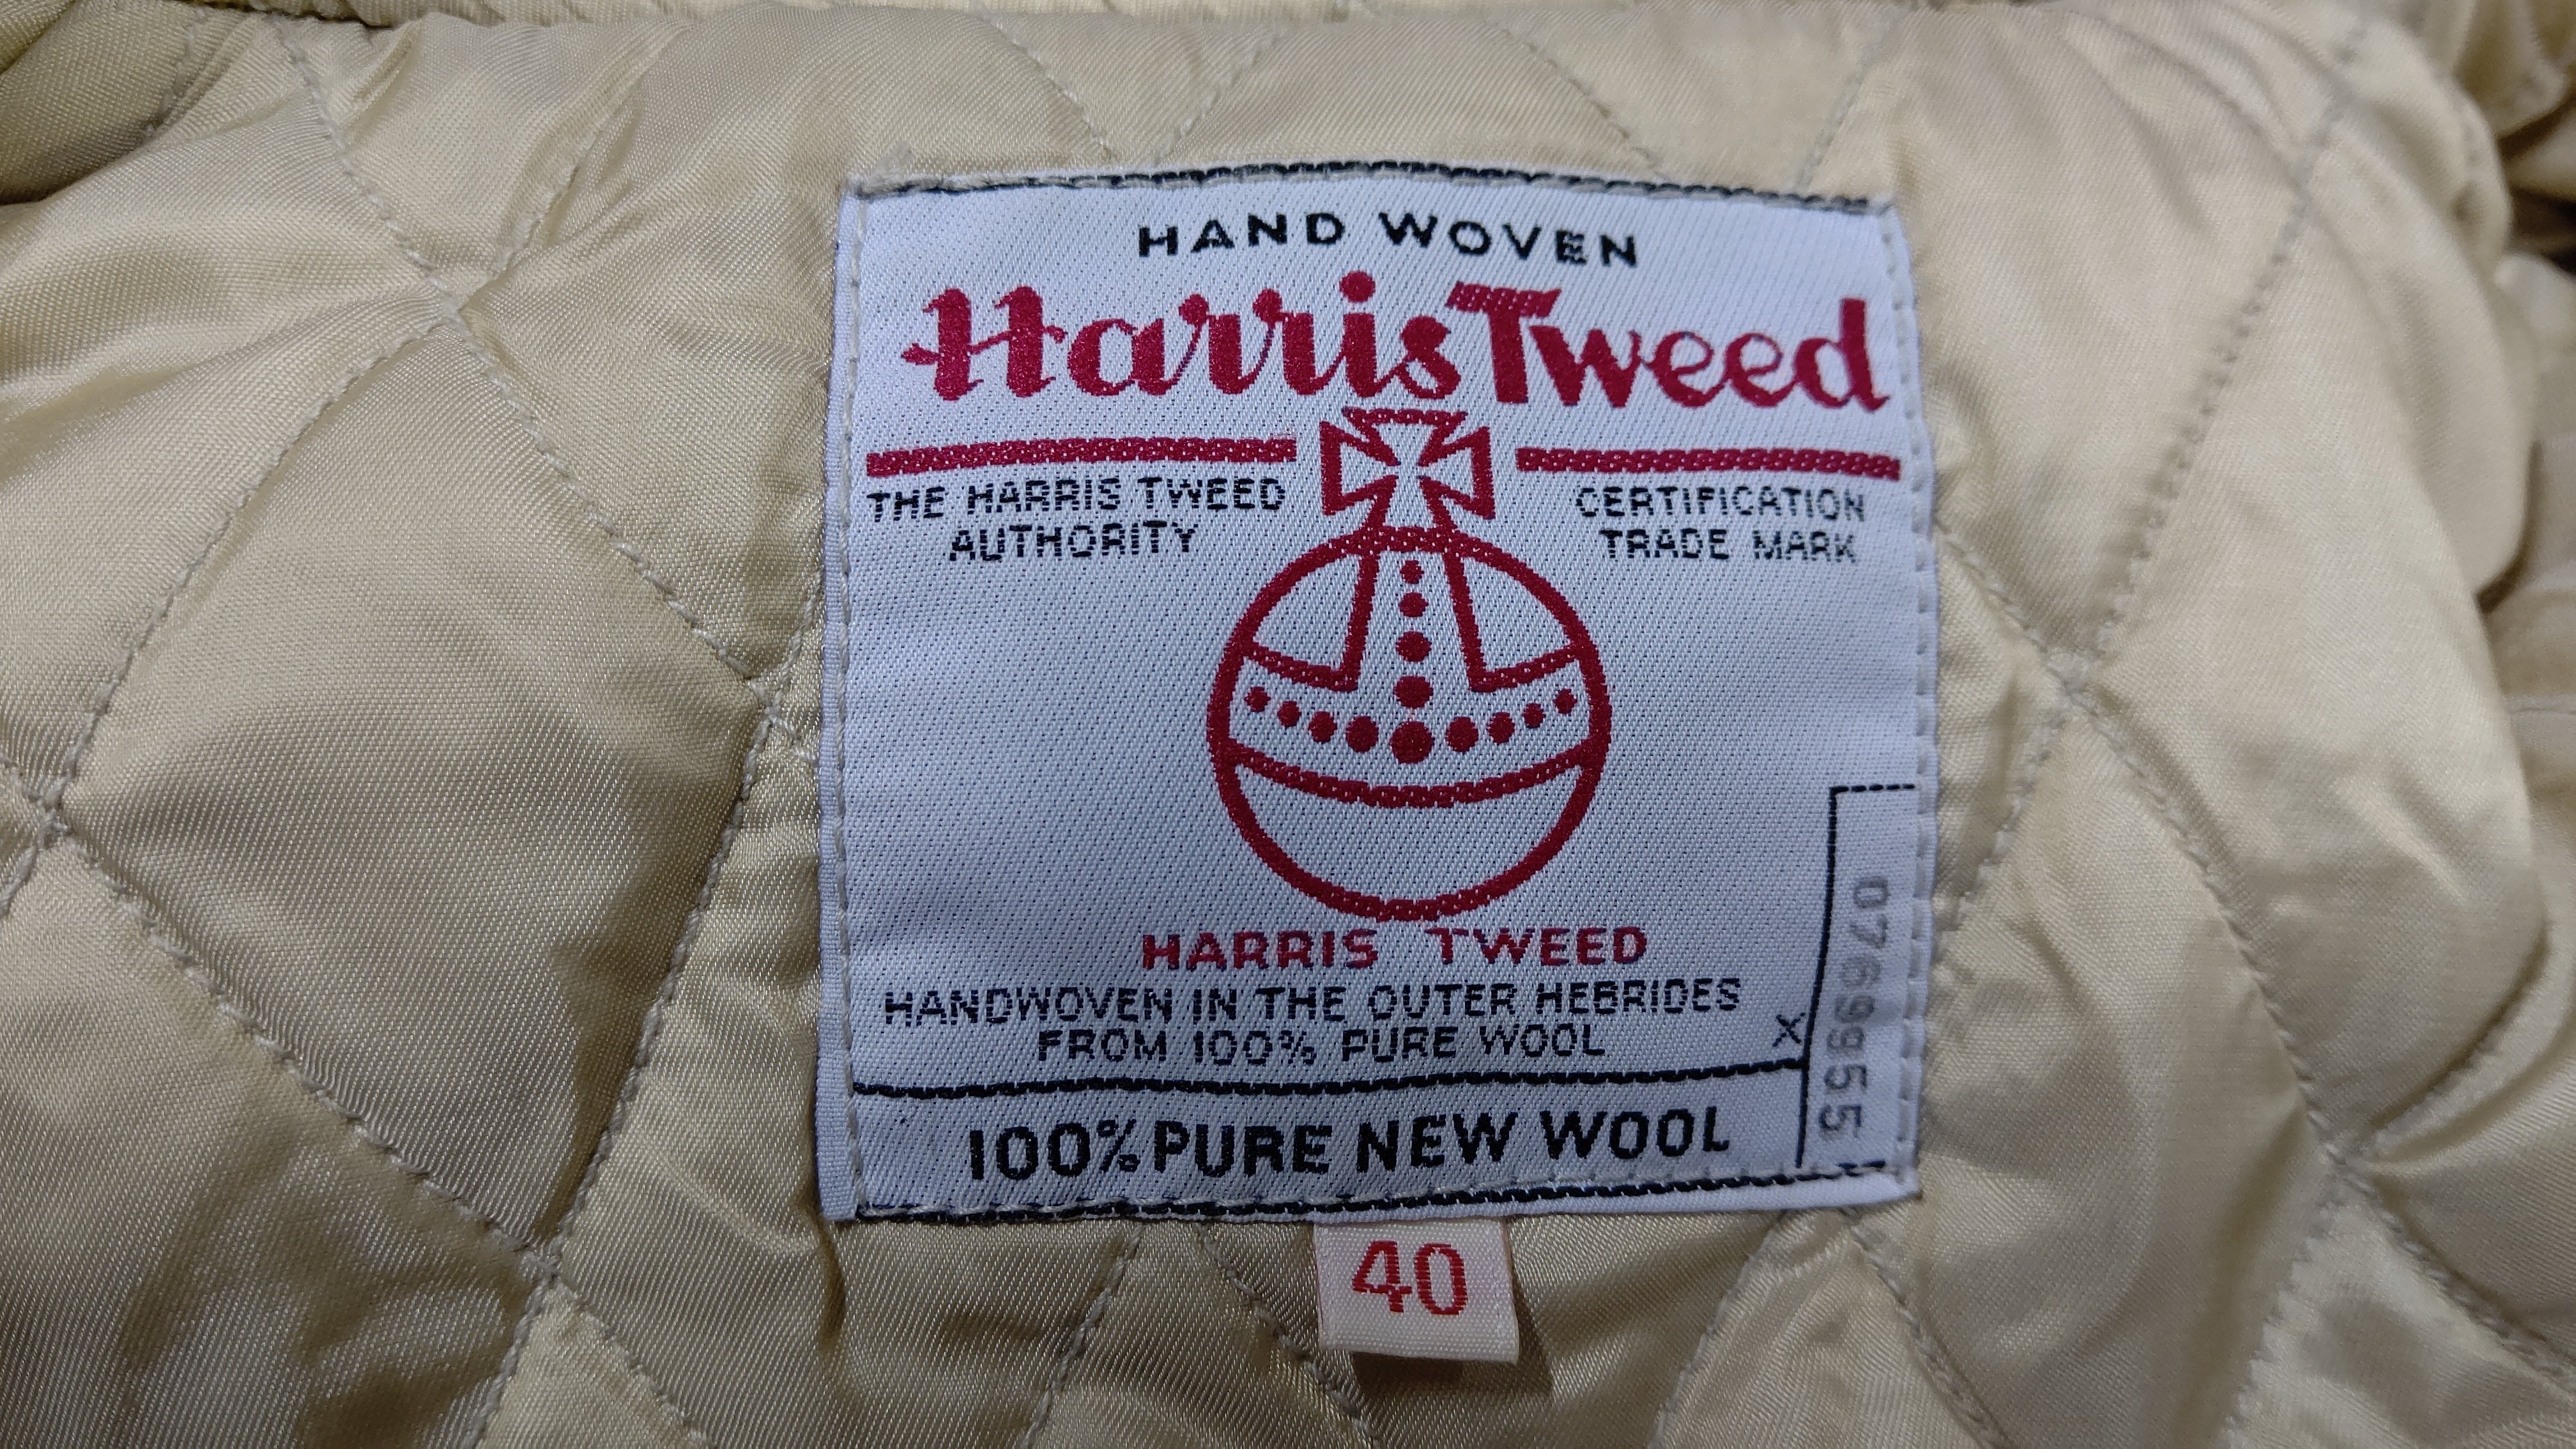 HAND WOVEN
Harris Tweed
THE HARRIS TWEED
AUTHORITY
CERTIFICATION
TRADE MARK
HARRIS TWEED
HANDWOVEN IN THE OUTER HEBRIDES
FROM 100% PURE WOOL
X
07699955
100% PURE NEW WOOL
40